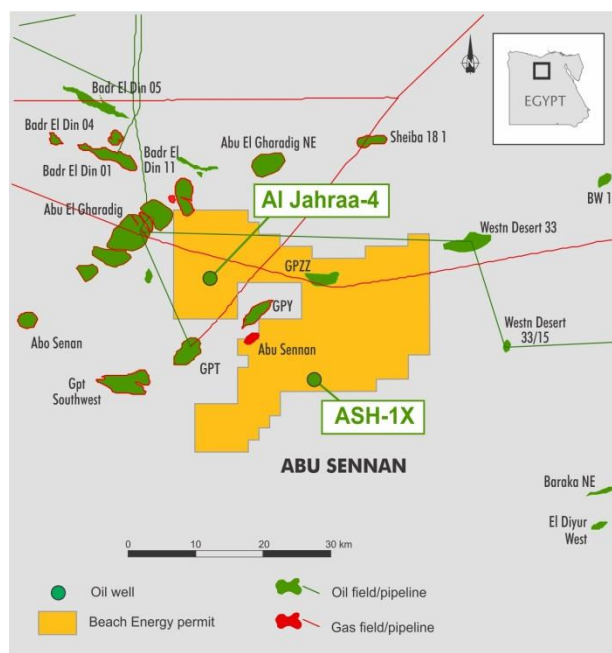 Badr El Din 05
Badr El Din 04
Badr El Din 01
Badr El
Din 11
Abu El Gharadig NE
Sheiba 18 1
N
EGYPT
BW 1
Abu El Gharadig
Al Jahraa-4
Westn Desert 33
GPZZ
GPY
Abo Senan
GPT
Abu Sennan
Westn Desert
33/15
Gpt
Southwest
ASH-1X
ABU SENNAN
Baraka NE
El Diyur
West
0 10 20 30 km
Oil well
Oil field/pipeline
Beach Energy permit
Gas field/pipeline